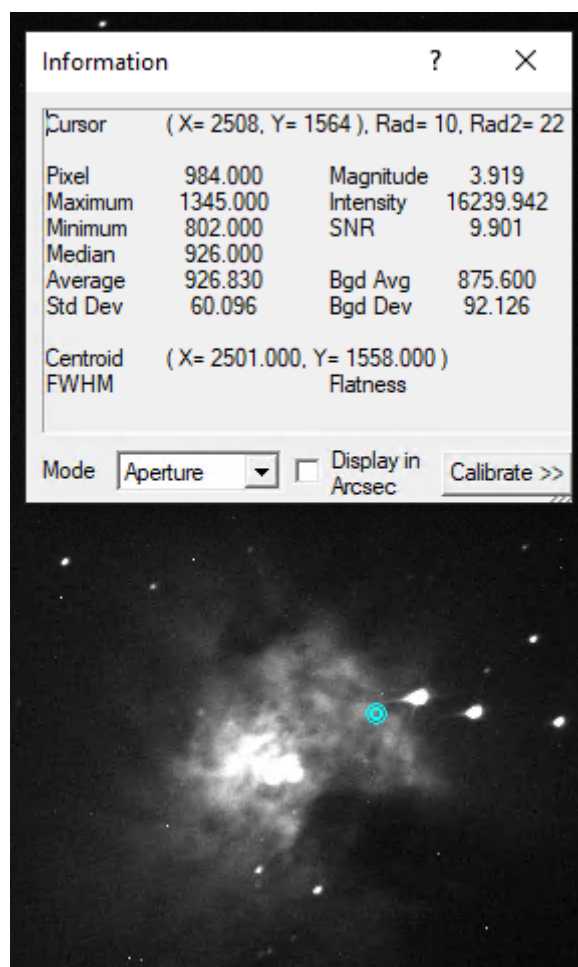 Information ? ×
Cursor ( X= 2508, Y= 1564 ), Rad= 10, Rad2= 22
Pixel 984.000 Magnitude 3.919
Maximum 1345.000 Intensity 16239.942
Minimum 802.000 SNR 9.901
Median 926.000
Average 926.830 Bgd Avg 875.600
Std Dev 60.096 Bgd Dev 92.126
Centroid ( X= 2501.000, Y= 1558.000 )
FWHM Flatness
Mode Aperture Display in Arcsec Calibrate >>